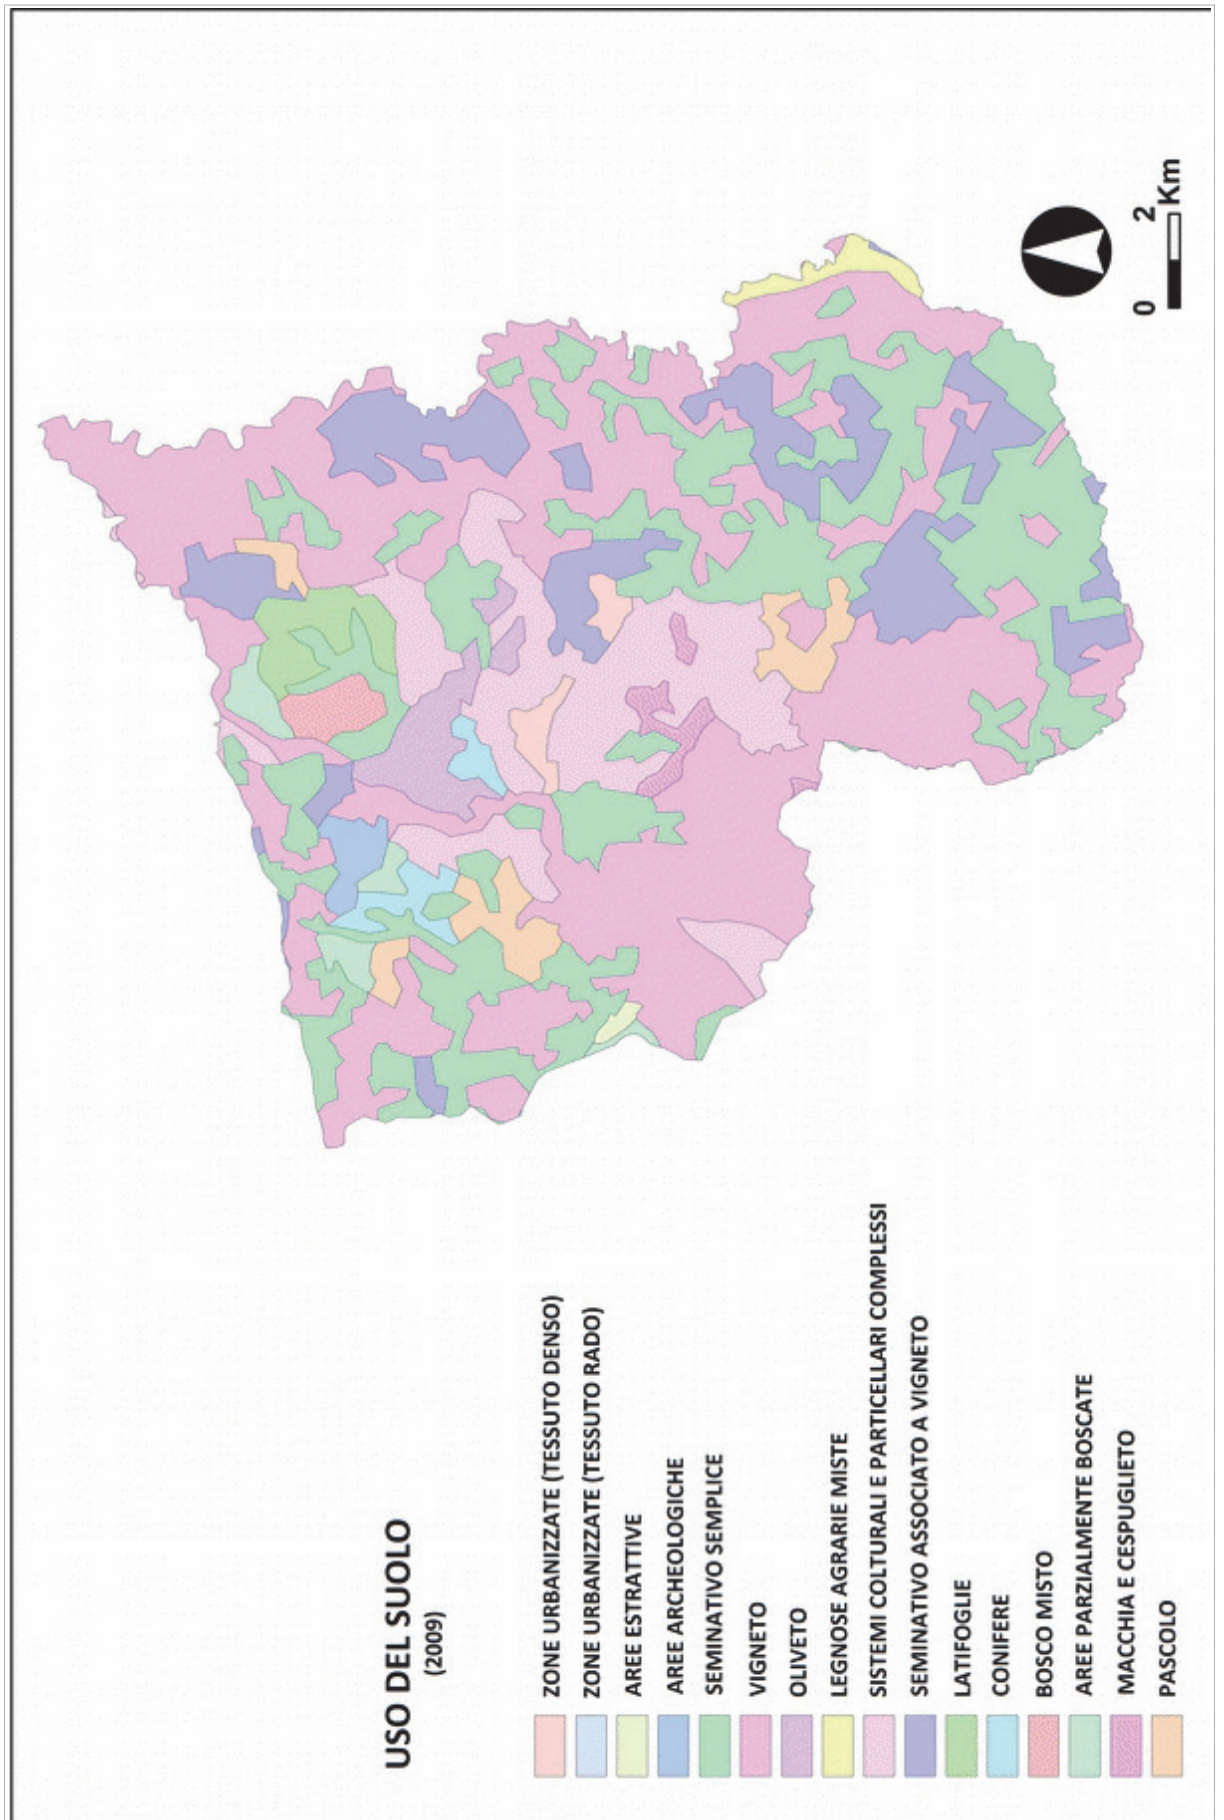 USO DEL SUOLO
(2009)
ZONE URBANIZZATE (TESSUTO DENSO)
ZONE URBANIZZATE (TESSUTO RADO)
AREE ESTRATTIVE
AREE ARCHEOLOGICHE
SEMINATIVO SEMPLICE
VIGNETO
OLIVETO
LEGNOSE AGRARIE MISTE
SISTEMI COLTURALI E PARTICELLARI COMPLESSI
SEMINATIVO ASSOCIATO A VIGNETO
LATIFOGLIE
CONIFERE
BOSCO MISTO
AREE PARZIALMENTE BOSCATE
MACCHIA E CESPUGLIETO
PASCOLO
0 2
Km